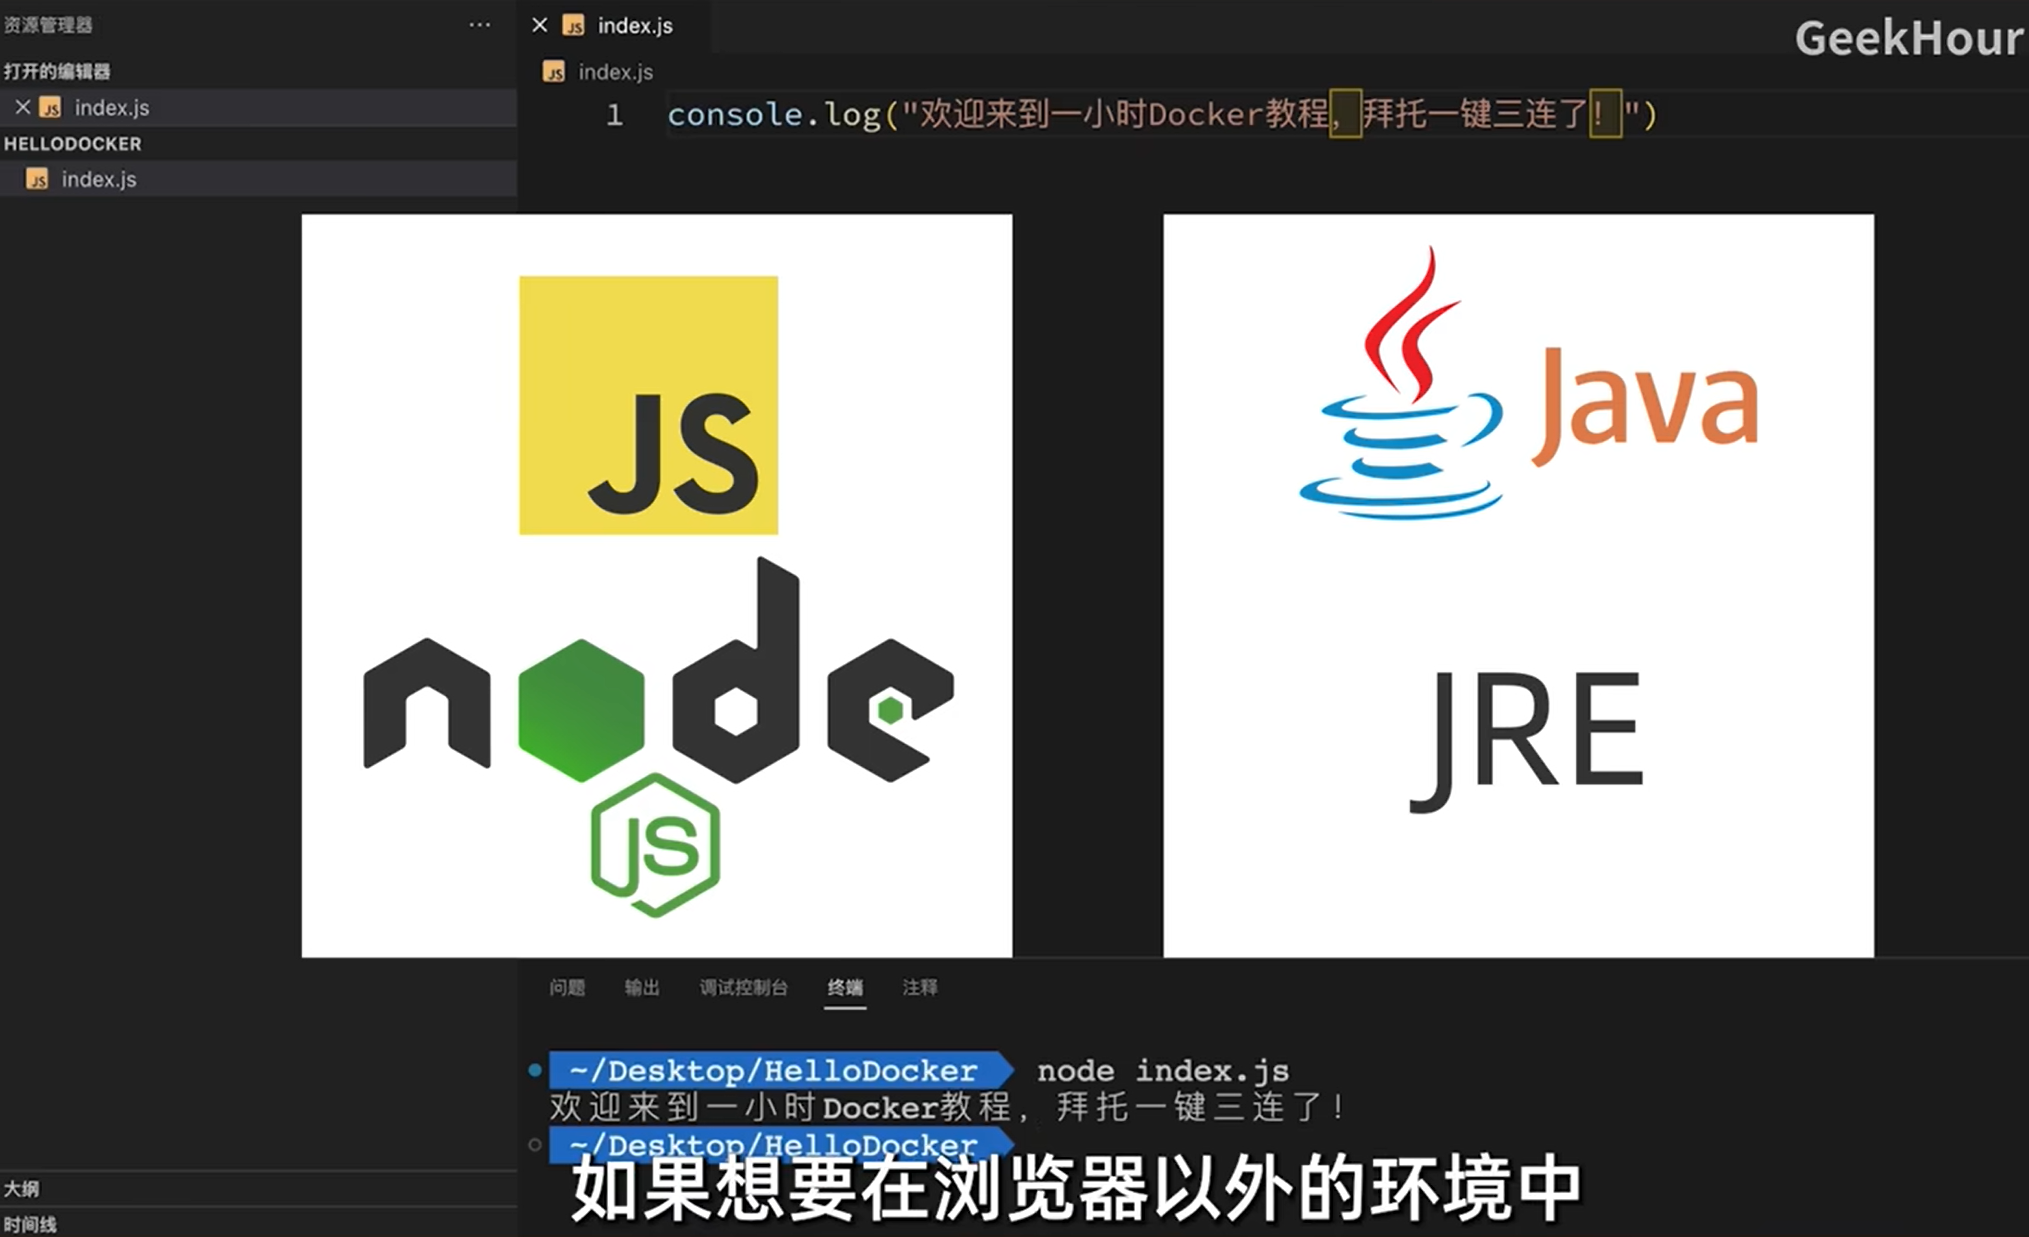 资源管理器
···
index.js
GeekHour
打开的编辑器
index.js
index.js
1 console.log("欢迎来到一小时Docker教程，拜托一键三连了！")
HELLODOCKER
index.js
JS
node
JS
Java
JRE
问题 输出 调试控制台 终端 注释
~/Desktop/HelloDocker node index.js
欢迎来到一小时Docker教程，拜托一键三连了！
~/Desktop/HelloDocker
如果想要在浏览器以外的环境中
大纲
时间线